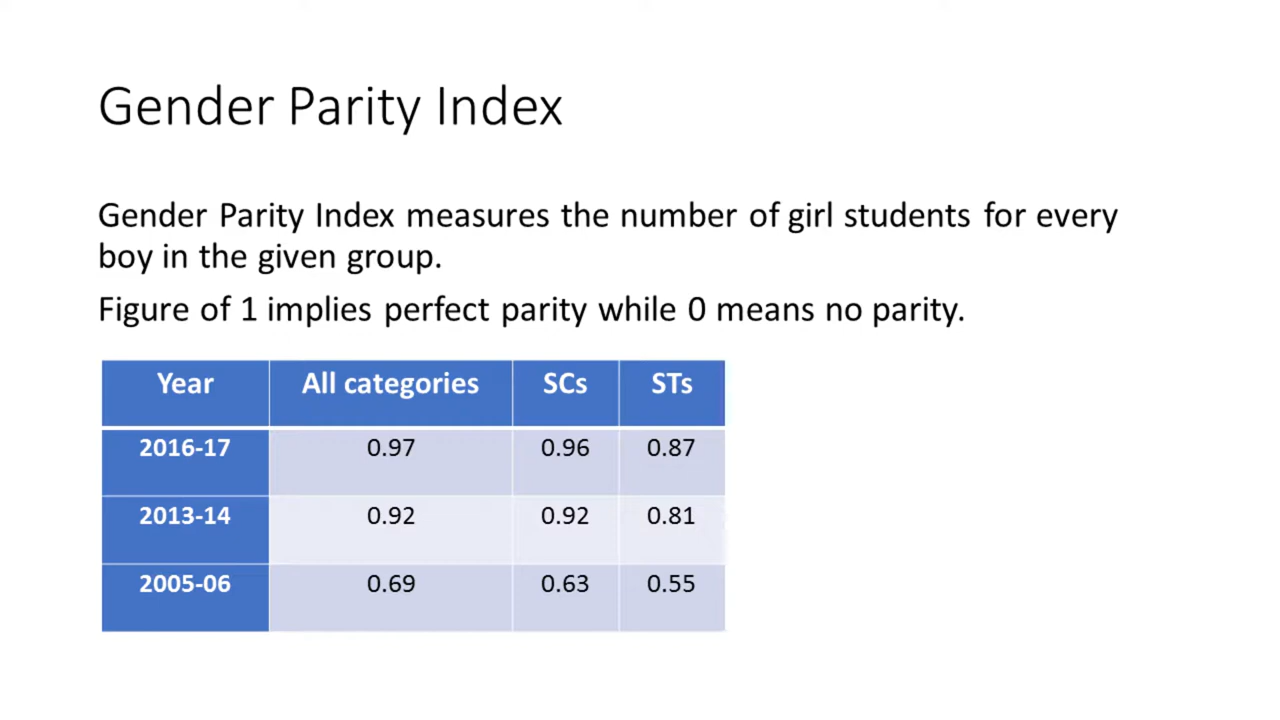 Gender Parity Index
Gender Parity Index measures the number of girl students for every
boy in the given group.
Figure of 1 implies perfect parity while 0 means no parity.
Year All categories SCs STs
2016-17 0.97 0.96 0.87
2013-14 0.92 0.92 0.81
2005-06 0.69 0.63 0.55